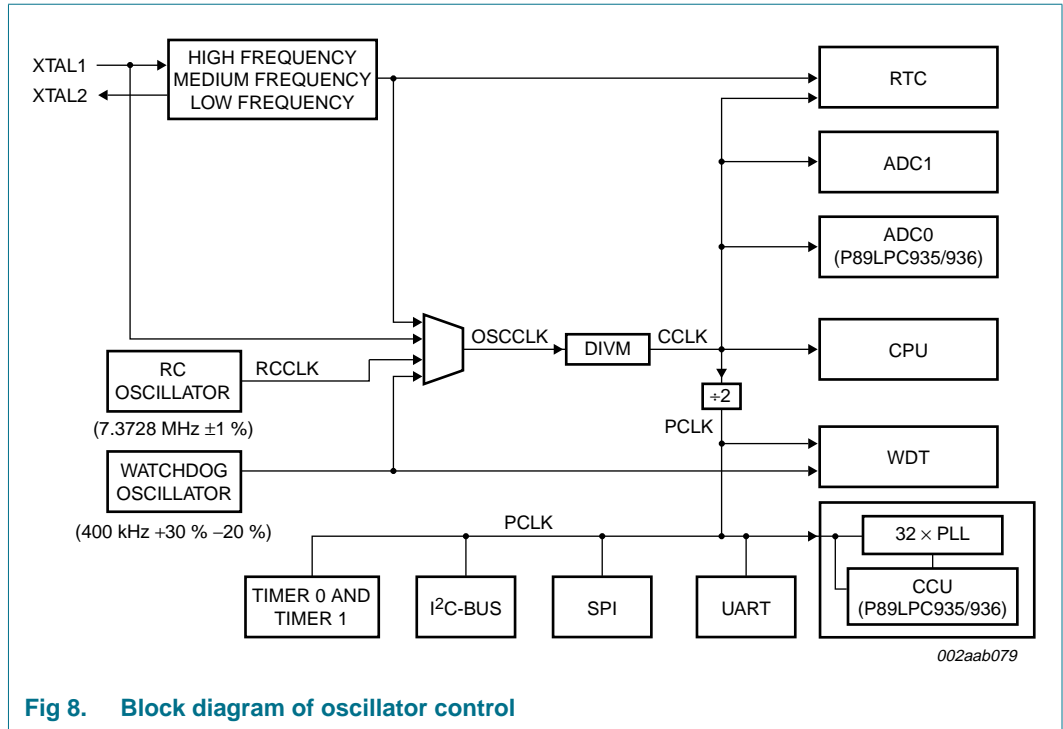 XTAL1
XTAL2
HIGH FREQUENCY
MEDIUM FREQUENCY
LOW FREQUENCY
RTC
ADC1
ADC0
(P89LPC935/936)
OSCCLK
DIVM
CCLK
CPU
RC
OSCILLATOR
RCCLK
(7.3728 MHz ±1 %)
÷2
PCLK
WDT
WATCHDOG
OSCILLATOR
(400 kHz +30 % −20 %)
PCLK
32 × PLL
CCU
(P89LPC935/936)
TIMER 0 AND
TIMER 1
I²C-BUS
SPI
UART
002aab079
Fig 8. Block diagram of oscillator control